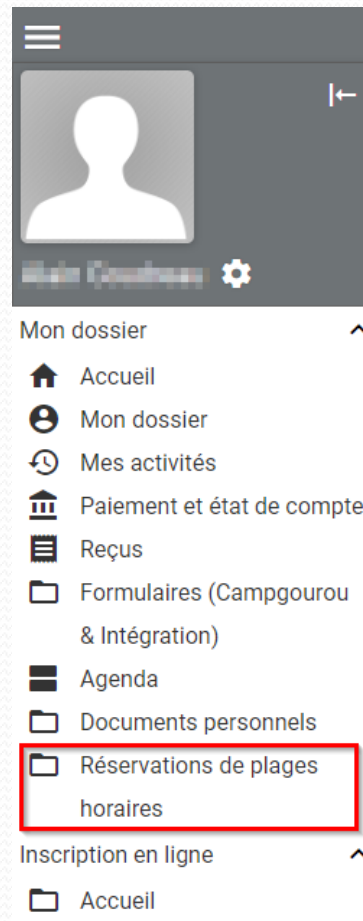 Mon dossier
Accueil
Mon dossier
Mes activités
Paiement et état de compte
Reçus
Formulaires (Campgourou
& Intégration)
Agenda
Documents personnels
Réservations de plages
horaires
Inscription en ligne
Accueil